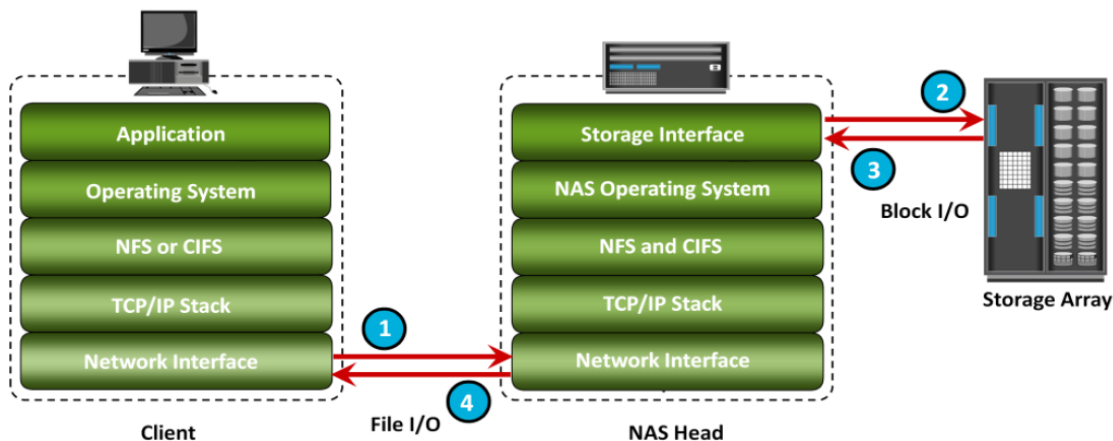 Application
Operating System
NFS or CIFS
TCP/IP Stack
Network Interface
Client
1
4
File I/O
Storage Interface
NAS Operating System
NFS and CIFS
TCP/IP Stack
Network Interface
NAS Head
2
3
Block I/O
Storage Array